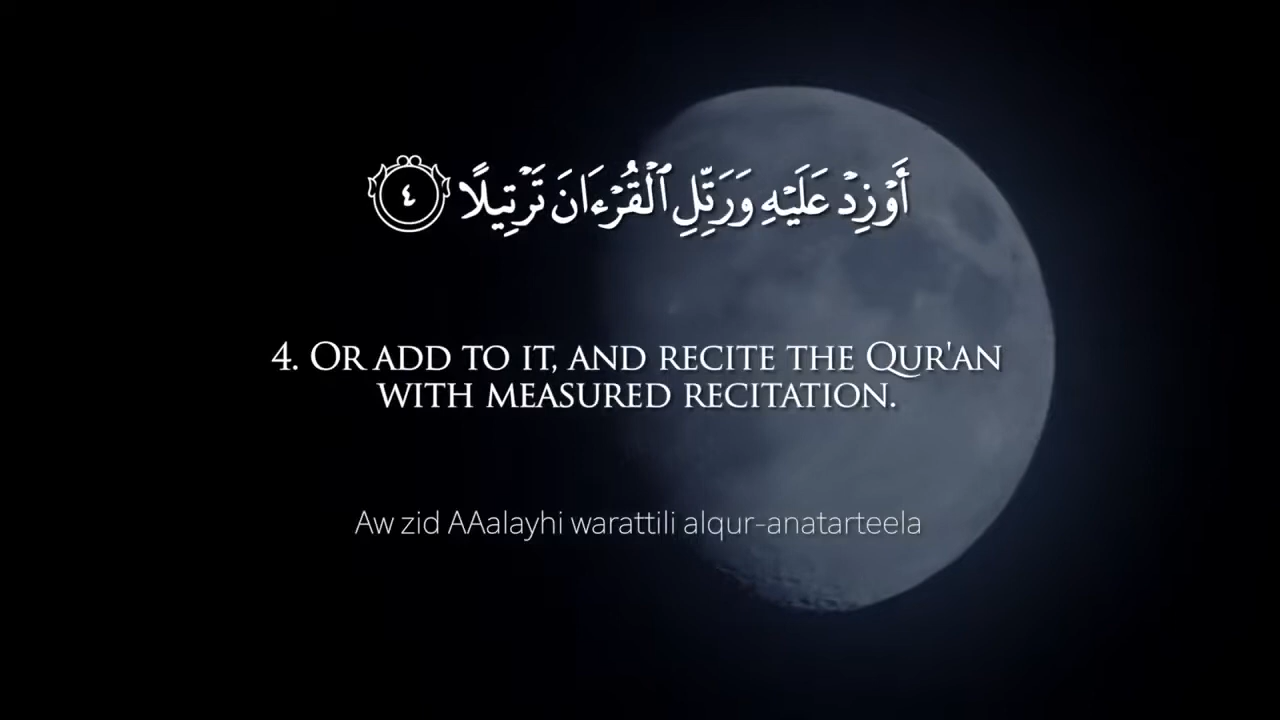 أَوْ زِدْ عَلَيْهِ وَرَتِّلِ ٱلْقُرْءَانَ تَرْتِيلًا ٤
4. Or add to it, and recite the Qur'an
with measured recitation.
Aw zid AAalayhi warattili alqur-anatarteela